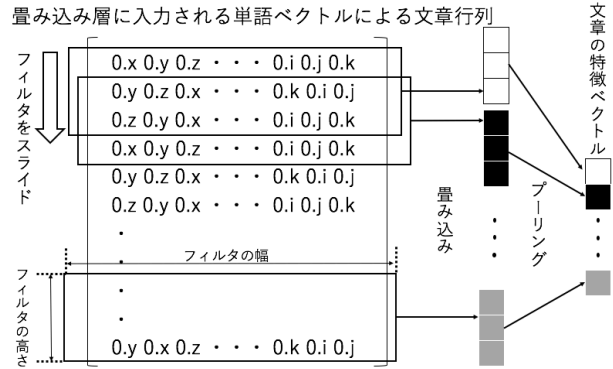 畳み込み層に入力される単語ベクトルによる文章行列
フィルタをスライド
0.x 0.y 0.z ・ ・ ・ 0.i 0.j 0.k
0.y 0.z 0.x ・ ・ ・ 0.k 0.i 0.j
0.z 0.y 0.x ・ ・ ・ 0.i 0.j 0.k
0.x 0.y 0.z ・ ・ ・ 0.i 0.j 0.k
0.y 0.z 0.x ・ ・ ・ 0.k 0.i 0.j
0.z 0.y 0.x ・ ・ ・ 0.i 0.j 0.k
・
・
・
・
フィルタの幅
フィルタの高さ
0.y 0.x 0.z ・ ・ ・ 0.k 0.i 0.j
畳み込み
・
・
・
プーリング
・
・
・
文章の特徴ベクトル